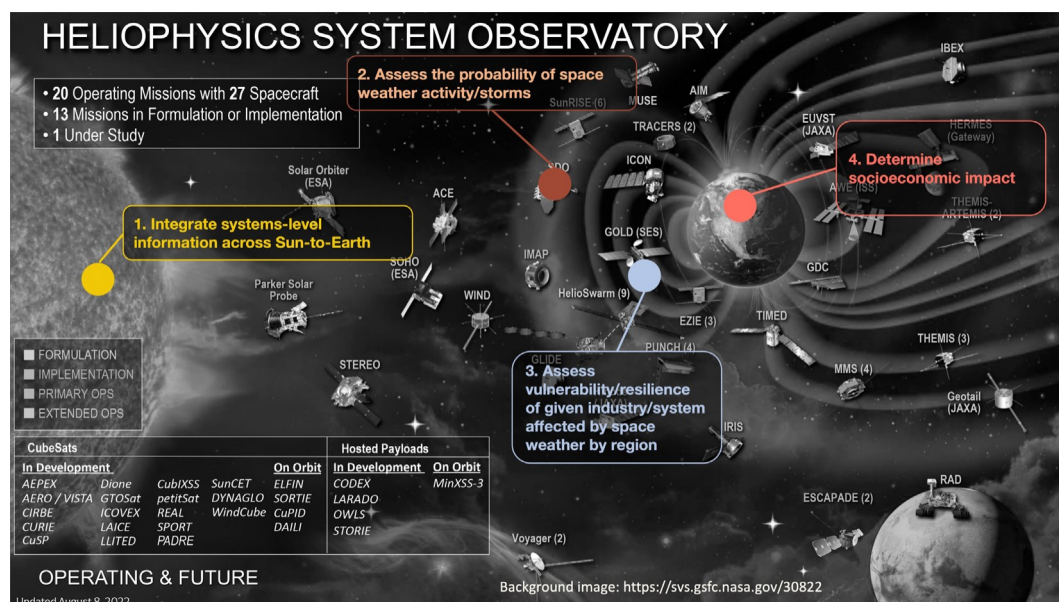 HELIOPHYSICS SYSTEM OBSERVATORY
• 20 Operating Missions with 27 Spacecraft
• 13 Missions in Formulation or Implementation
• 1 Under Study
2. Assess the probability of space
weather activity/storms
SunRISE (6)
MUSE
AIM
IBEX
TRACERS (2)
EUVST
(JAXA)
HERMES
(Gateway)
4. Determine
socioeconomic impact
AWE (ISS)
THEMIS-
ARTEMIS (2)
Solar Orbiter
(ESA)
ACE
SDO
ICON
1. Integrate systems-level
information across Sun-to-Earth
GOLD (SES)
SOHO
(ESA)
IMAP
GDC
Parker Solar
Probe
WIND
HelioSwarm (9)
EZIE (3)
TIMED
FORMULATION
IMPLEMENTATION
PRIMARY OPS
EXTENDED OPS
STEREO
GLIDE
PUNCH (4)
THEMIS (3)
MMS (4)
Geotail
(JAXA)
3. Assess
vulnerability/resilience
of given industry/system
affected by space
weather by region
(JAXA)
IRIS
CubeSats
In Development On Orbit
AEPEX Dione CubIXSS SunCET ELFIN
AERO / VISTA GTOSat petitSat DYNAGLO SORTIE
CIRBE ICOVEX REAL WindCube CuPID
CURIE LAICE SPORT DAILI
CuSP LLITED PADRE
Hosted Payloads
In Development On Orbit
CODEX MinXSS-3
LARADO
OWLS
STORIE
RAD
ESCAPADE (2)
Voyager (2)
OPERATING & FUTURE
Background image: https://svs.gsfc.nasa.gov/30822
Updated August 8, 2022